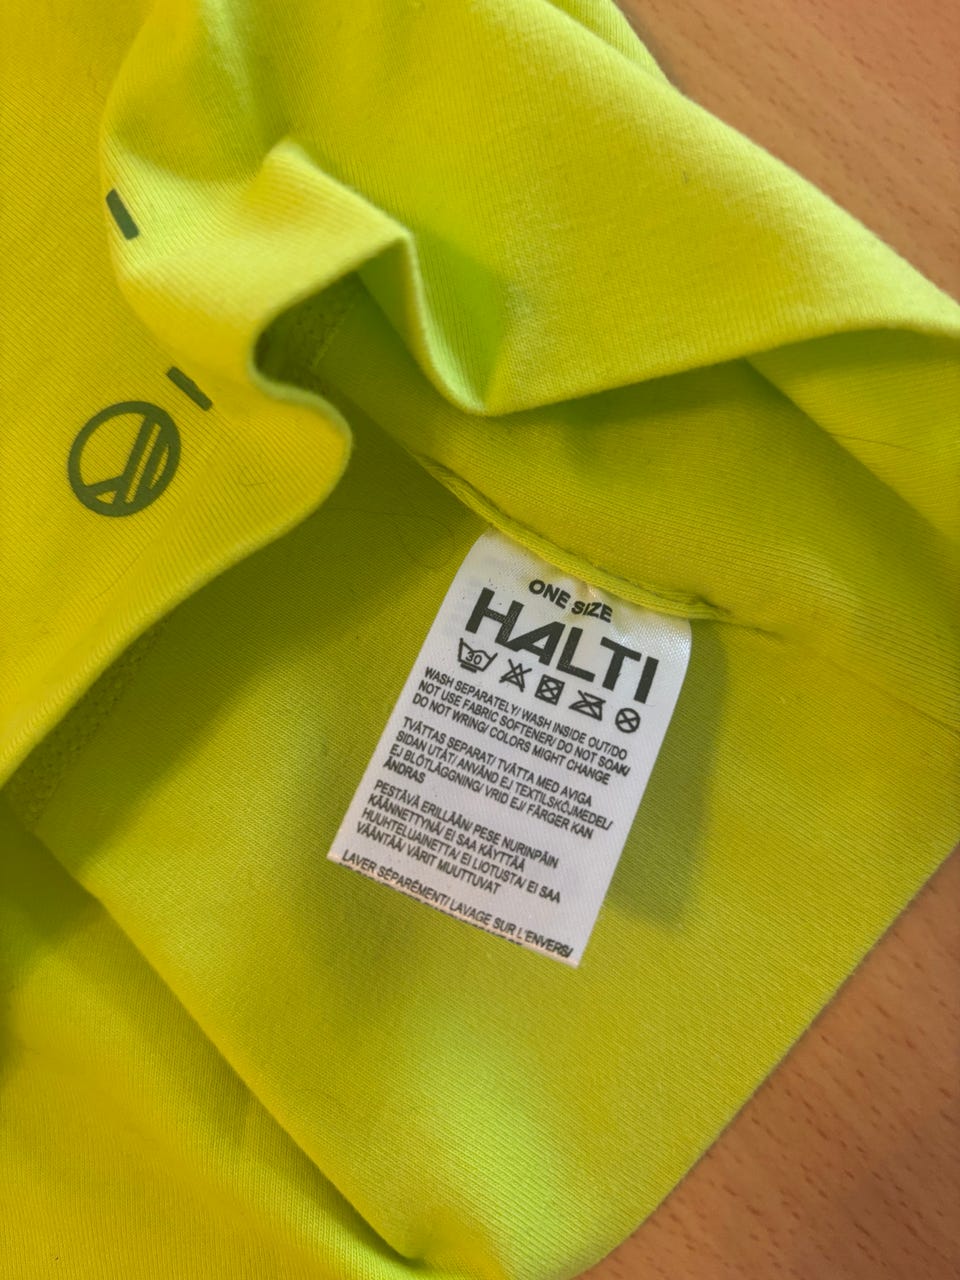 ONE SIZE
HALTI
30
WASH SEPARATELY/ WASH INSIDE OUT/DO
NOT USE FABRIC SOFTENER/ DO NOT SOAK/
DO NOT WRING/ COLORS MIGHT CHANGE
TVÄTTAS SEPARAT/ TVÄTTA MED AVIGA
SIDAN UTÅT/ ANVÄND EJ TEXTILSKÖJMEDEL/
EJ BLÖTLÄGGNING/ VRID EJ/ FÄRGER KAN
ÄNDRAS
PESTÄVÄ ERILLÄÄN/ PESE NURINPÄIN
KÄÄNNETTYNÄ/ EI SAA KÄYTTÄÄ
HUUHTELUAINETTA/ EI LIOTUSTA/ EI SAA
VÄÄNTÄÄ/ VÄRIT MUUTTUVAT
LAVER SÉPARÉMENT/ LAVAGE SUR L'ENVERS/